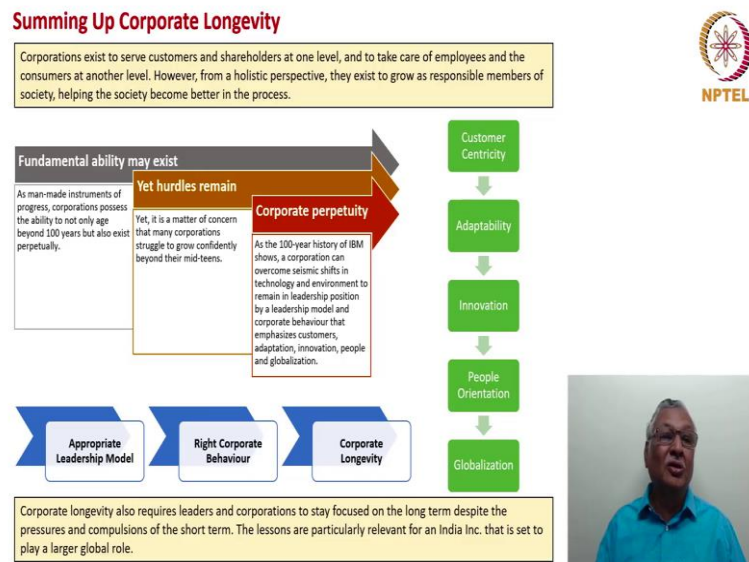 Summing Up Corporate Longevity
Corporations exist to serve customers and shareholders at one level, and to take care of employees and the
consumers at another level. However, from a holistic perspective, they exist to grow as responsible members of
society, helping the society become better in the process.
NPTEL
Fundamental ability may exist
As man-made instruments of
progress, corporations possess
the ability to not only age
beyond 100 years but also exist
perpetually.
Yet hurdles remain
Yet, it is a matter of concern
that many corporations
struggle to grow confidently
beyond their mid-teens.
Corporate perpetuity
As the 100-year history of IBM
shows, a corporation can
overcome seismic shifts in
technology and environment to
remain in leadership position
by a leadership model and
corporate behaviour that
emphasizes customers,
adaptation, innovation, people
and globalization.
Customer
Centricity
Adaptability
Innovation
People
Orientation
Globalization
Appropriate
Leadership Model
Right Corporate
Behaviour
Corporate
Longevity
Corporate longevity also requires leaders and corporations to stay focused on the long term despite the
pressures and compulsions of the short term. The lessons are particularly relevant for an India Inc. that is set to
play a larger global role.